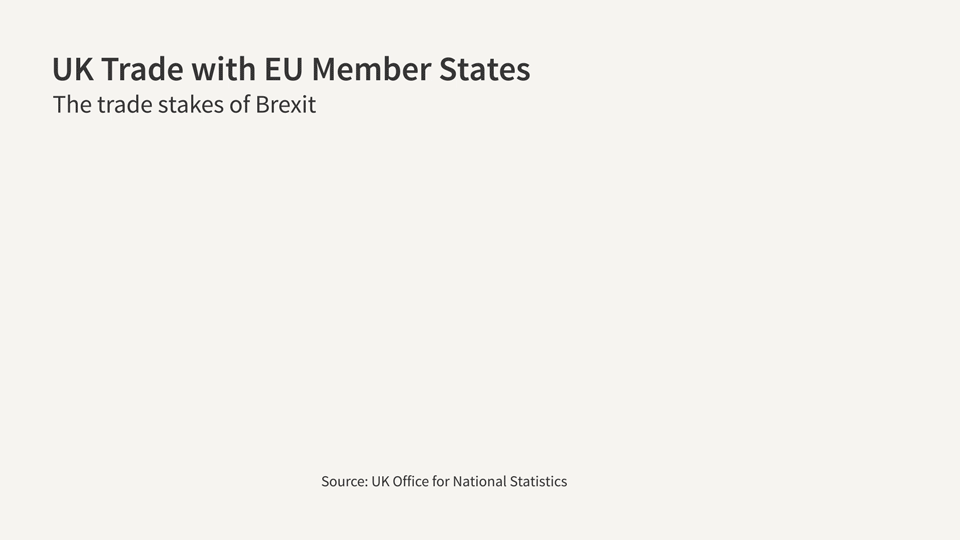 UK Trade with EU Member States
The trade stakes of Brexit
Source: UK Office for National Statistics